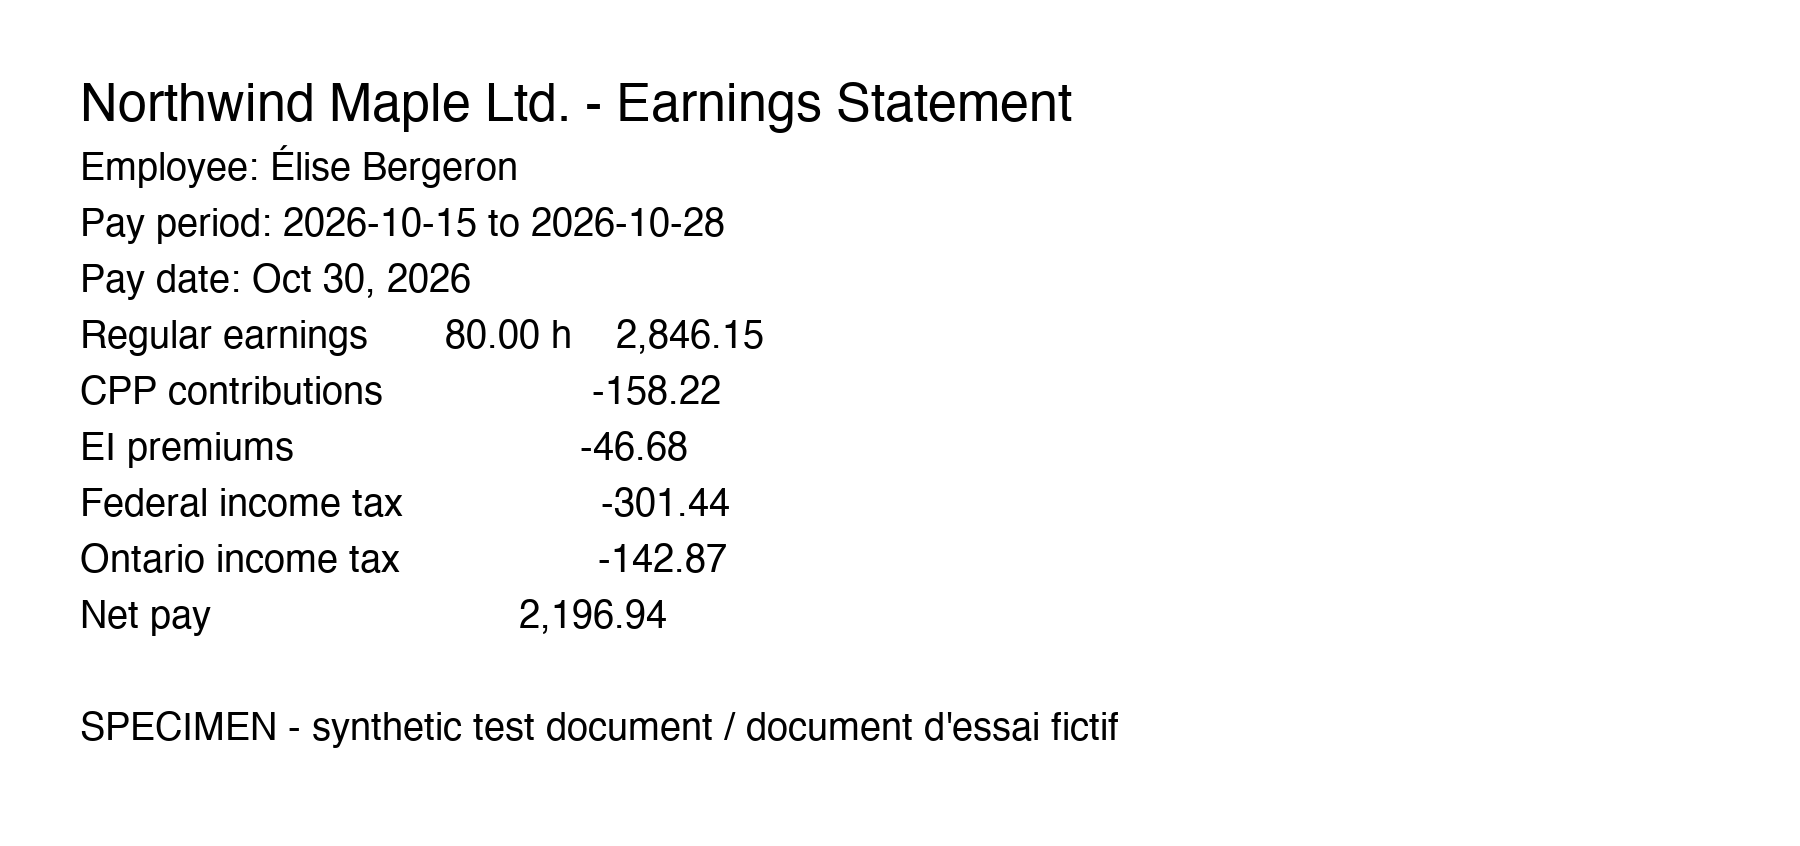 Northwind Maple Ltd. - Earnings Statement
Employee: Élise Bergeron
Pay period: 2026-10-15 to 2026-10-28
Pay date: Oct 30, 2026
Regular earnings 80.00 h 2,846.15
CPP contributions -158.22
EI premiums -46.68
Federal income tax -301.44
Ontario income tax -142.87
Net pay 2,196.94
SPECIMEN - synthetic test document / document d'essai fictif